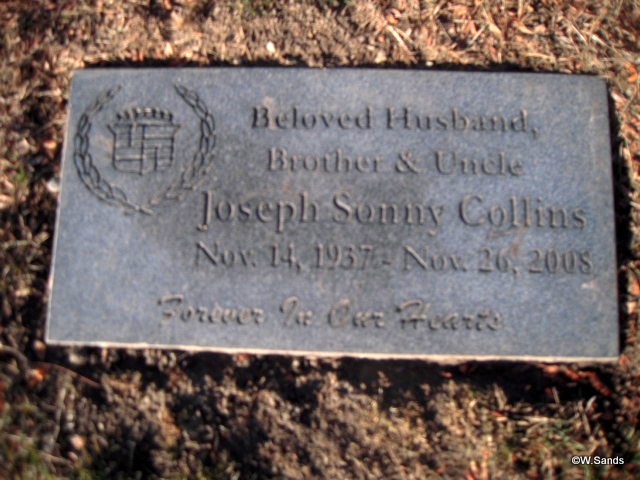 Beloved Husband,
Brother & Uncle
Joseph Sonny Collins
Nov. 14, 1937 - Nov. 26, 2008
Forever In Our Hearts
©W.Sands